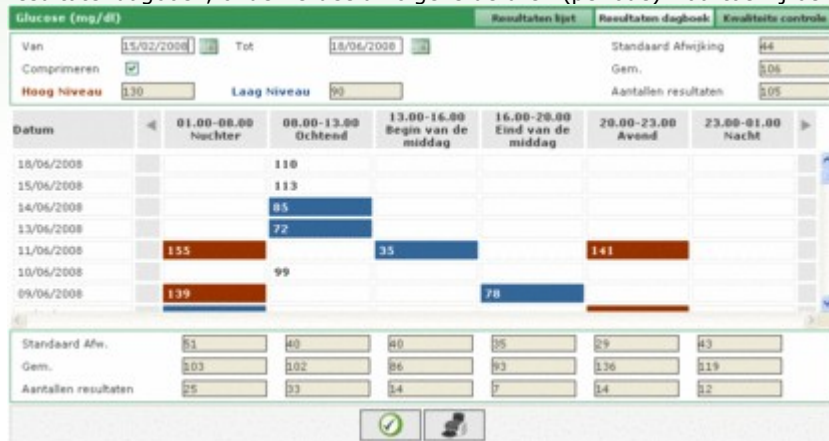 Glucose (mg/dl) Resultaten lijst Resultaten dagboek Kwaliteits controle
Van 15/02/2008 Tot 18/06/2008 Standaard Afwijking 44
Comprimeren Gem. 106
Hoog Niveau 130 Laag Niveau 90 Aantallen resultaten 105
Datum 01.00-08.00 Nuchter 08.00-13.00 Ochtend 13.00-16.00 Begin van de middag 16.00-20.00 Eind van de middag 20.00-23.00 Avond 23.00-01.00 Nacht
18/06/2008 110
15/06/2008 113
14/06/2008 85
13/06/2008 72
11/06/2008 155 35 141
10/06/2008 99
09/06/2008 139 78
Standaard Afw. 51 40 40 35 29 43
Gem. 103 102 86 93 136 119
Aantallen resultaten 25 33 14 7 14 12